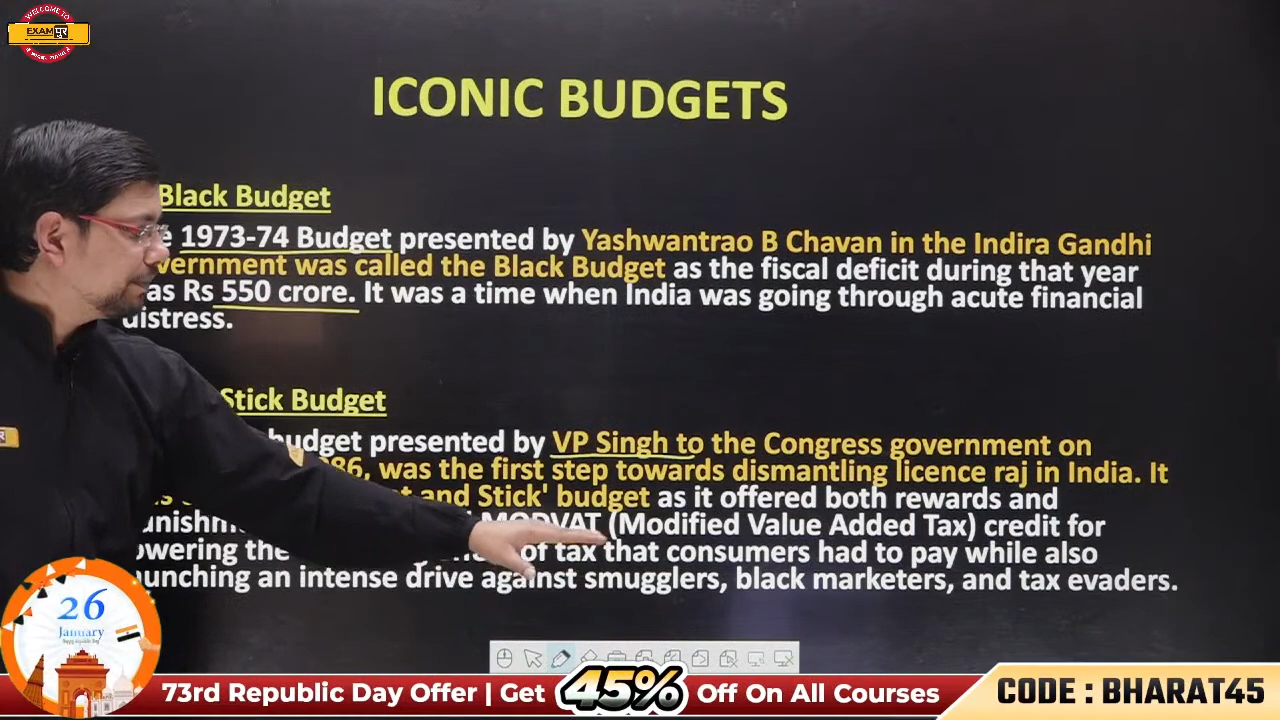 WELCOME TO
EXAMपुर
ICONIC BUDGETS
Black Budget
1973-74 Budget presented by Yashwantrao B Chavan in the Indira Gandhi
vernment was called the Black Budget as the fiscal deficit during that year
as Rs 550 crore. It was a time when India was going through acute financial
distress.
Stick Budget
budget presented by VP Singh to the Congress government on
86, was the first step towards dismantling licence raj in India. It
and Stick' budget as it offered both rewards and
MODVAT (Modified Value Added Tax) credit for
owering the of tax that consumers had to pay while also
unching an intense drive against smugglers, black marketers, and tax evaders.
26
January
73rd Republic Day Offer | Get 45% Off On All Courses
CODE : BHARAT45